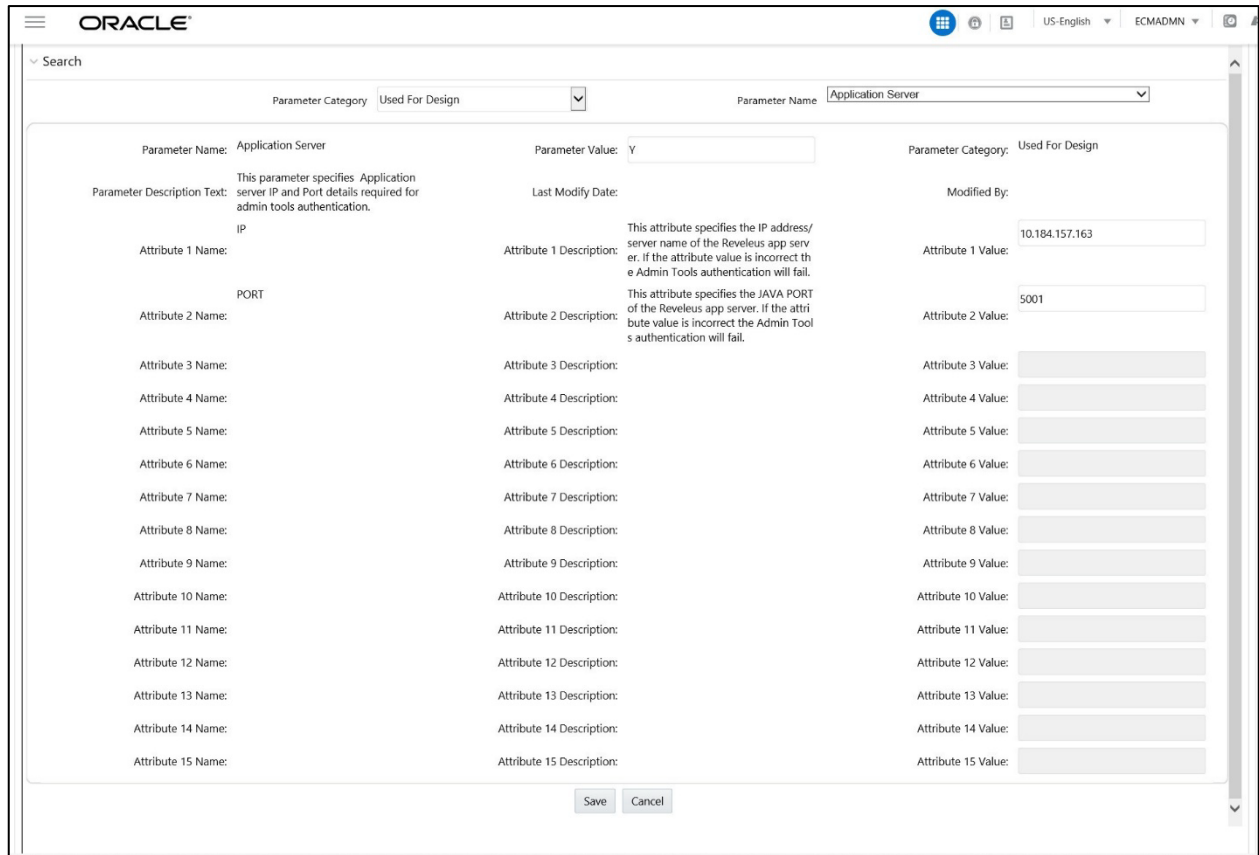 ORACLE
US-English
ECMADMN
Search
Parameter Category
Used For Design
Parameter Name
Application Server
Parameter Name:
Application Server
Parameter Value:
Y
Parameter Category:
Used For Design
Parameter Description Text:
This parameter specifies Application
server IP and Port details required for
admin tools authentication.
Last Modify Date:
Modified By:
Attribute 1 Name:
IP
Attribute 1 Description:
This attribute specifies the IP address/
server name of the Reveleus app serv
er. If the attribute value is incorrect th
e Admin Tools authentication will fail.
Attribute 1 Value:
10.184.157.163
Attribute 2 Name:
PORT
Attribute 2 Description:
This attribute specifies the JAVA PORT
of the Reveleus app server. If the attri
bute value is incorrect the Admin Tool
s authentication will fail.
Attribute 2 Value:
5001
Attribute 3 Name:
Attribute 3 Description:
Attribute 3 Value:
Attribute 4 Name:
Attribute 4 Description:
Attribute 4 Value:
Attribute 5 Name:
Attribute 5 Description:
Attribute 5 Value:
Attribute 6 Name:
Attribute 6 Description:
Attribute 6 Value:
Attribute 7 Name:
Attribute 7 Description:
Attribute 7 Value:
Attribute 8 Name:
Attribute 8 Description:
Attribute 8 Value:
Attribute 9 Name:
Attribute 9 Description:
Attribute 9 Value:
Attribute 10 Name:
Attribute 10 Description:
Attribute 10 Value:
Attribute 11 Name:
Attribute 11 Description:
Attribute 11 Value:
Attribute 12 Name:
Attribute 12 Description:
Attribute 12 Value:
Attribute 13 Name:
Attribute 13 Description:
Attribute 13 Value:
Attribute 14 Name:
Attribute 14 Description:
Attribute 14 Value:
Attribute 15 Name:
Attribute 15 Description:
Attribute 15 Value:
Save
Cancel